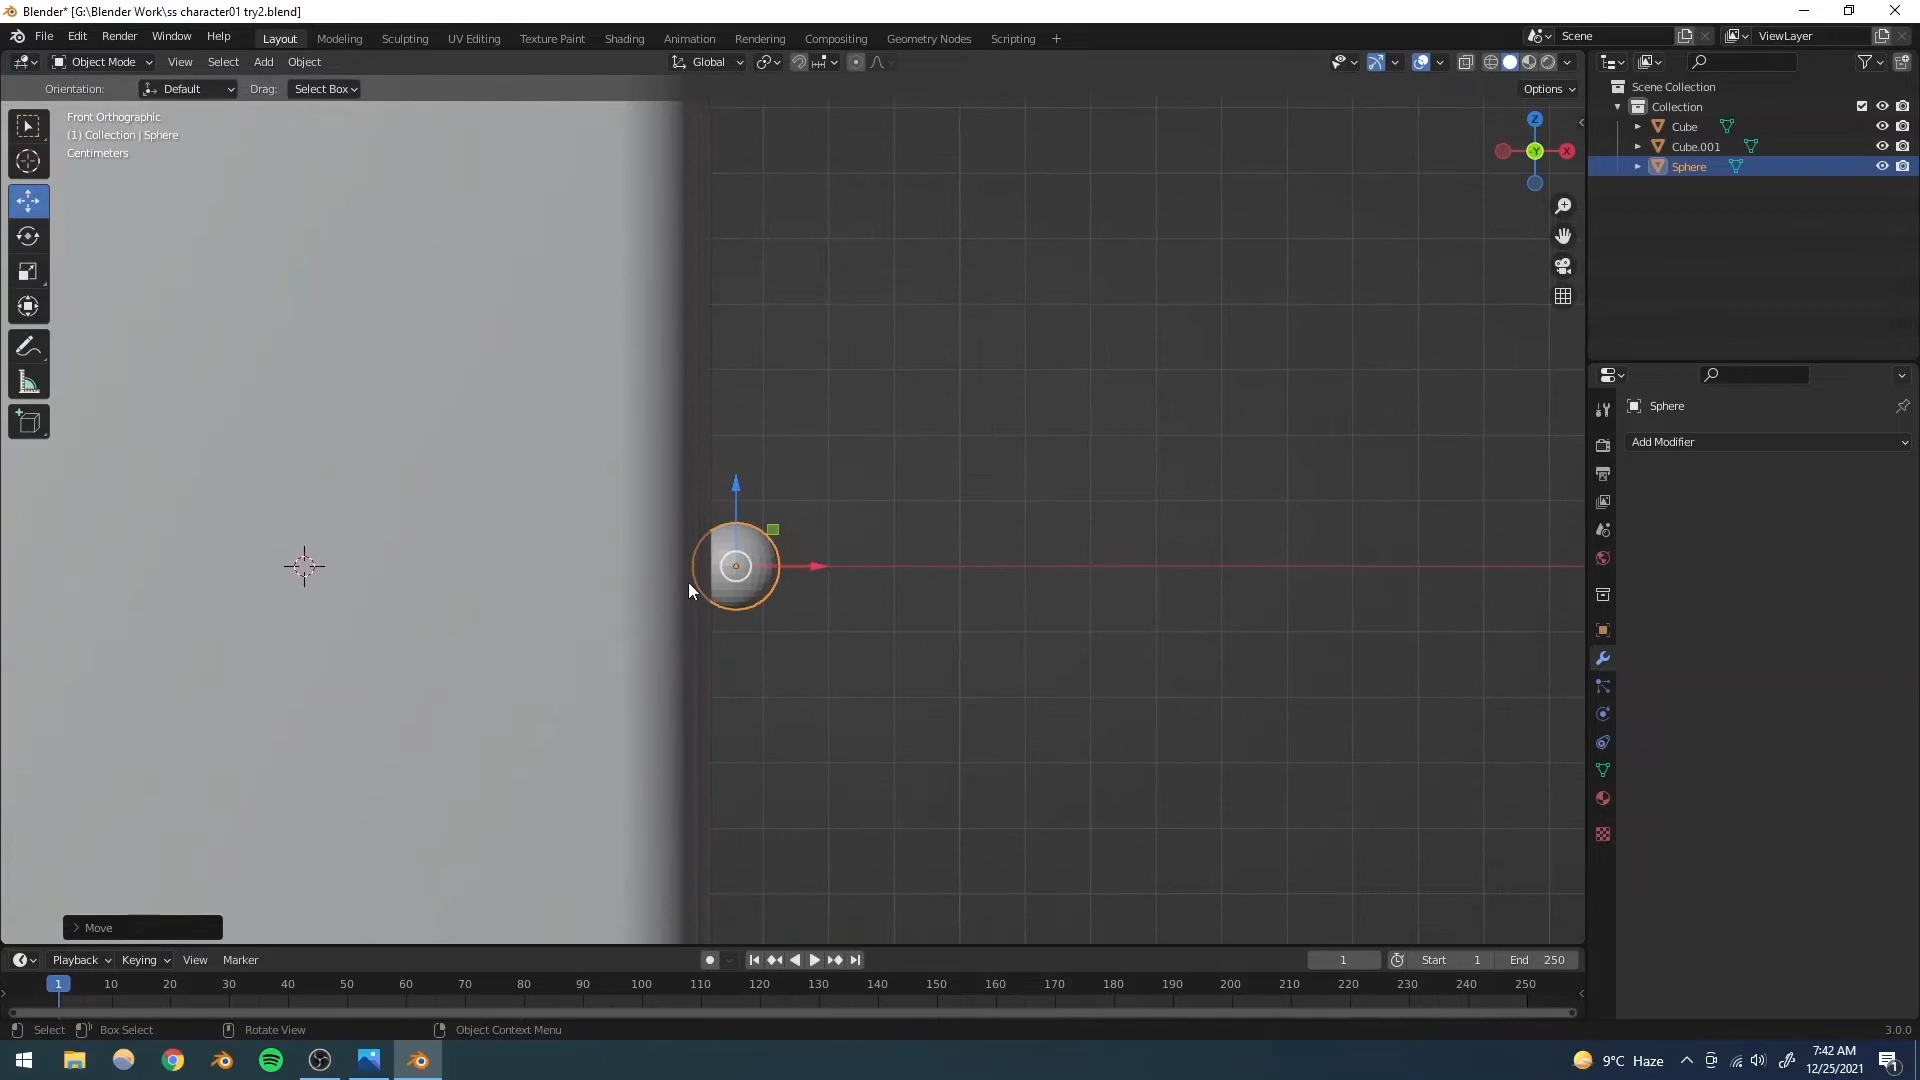 Blender* [G:\Blender Work\ss character01 try2.blend]
File Edit Render Window Help
Layout Modeling Sculpting UV Editing Texture Paint Shading Animation Rendering Compositing Geometry Nodes Scripting +
Scene
ViewLayer
Object Mode View Select Add Object
Global
Orientation: Default Drag: Select Box
Options
Front Orthographic
(1) Collection | Sphere
Centimeters
Z
-Y
X
Scene Collection
Collection
Cube
Cube.001
Sphere
Sphere
Add Modifier
Move
Playback Keying View Marker
1 Start 1 End 250
1 10 20 30 40 50 60 70 80 90 100 110 120 130 140 150 160 170 180 190 200 210 220 230 240 250
Select Box Select Rotate View Object Context Menu
3.0.0
9°C Haze
7:42 AM
12/25/2021
1